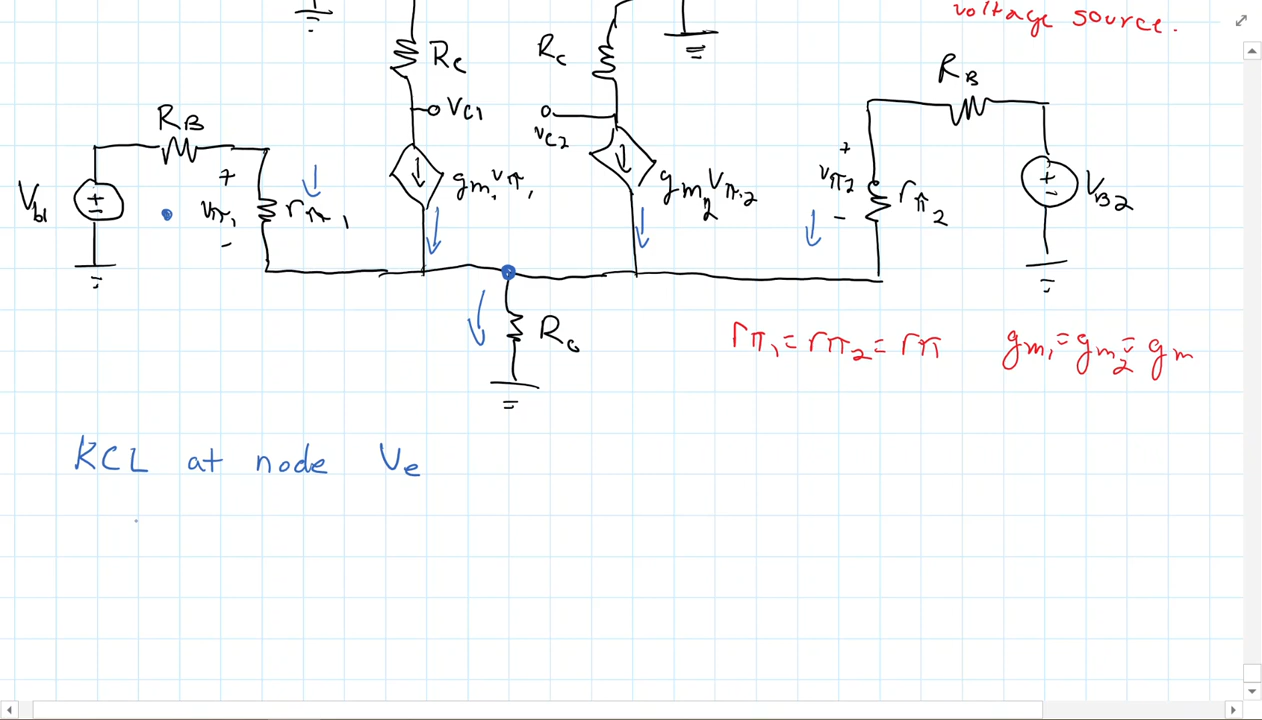 voltage source.
Rc
Rc
RB
Vc1
Vc2
RB
Vb1
+
-
+
vπ1
-
rπ1
gm1vπ1
gm2vπ2
+
vπ2
-
rπ2
+
-
VB2
Ro
rπ1 = rπ2 = rπ gm1 = gm2 = gm
KCL at node Ve